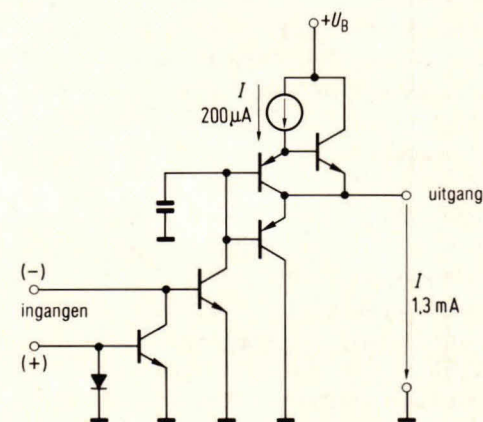 +U_B
I
200 μA
uitgang
(−)
ingangen
(+)
I
1,3 mA